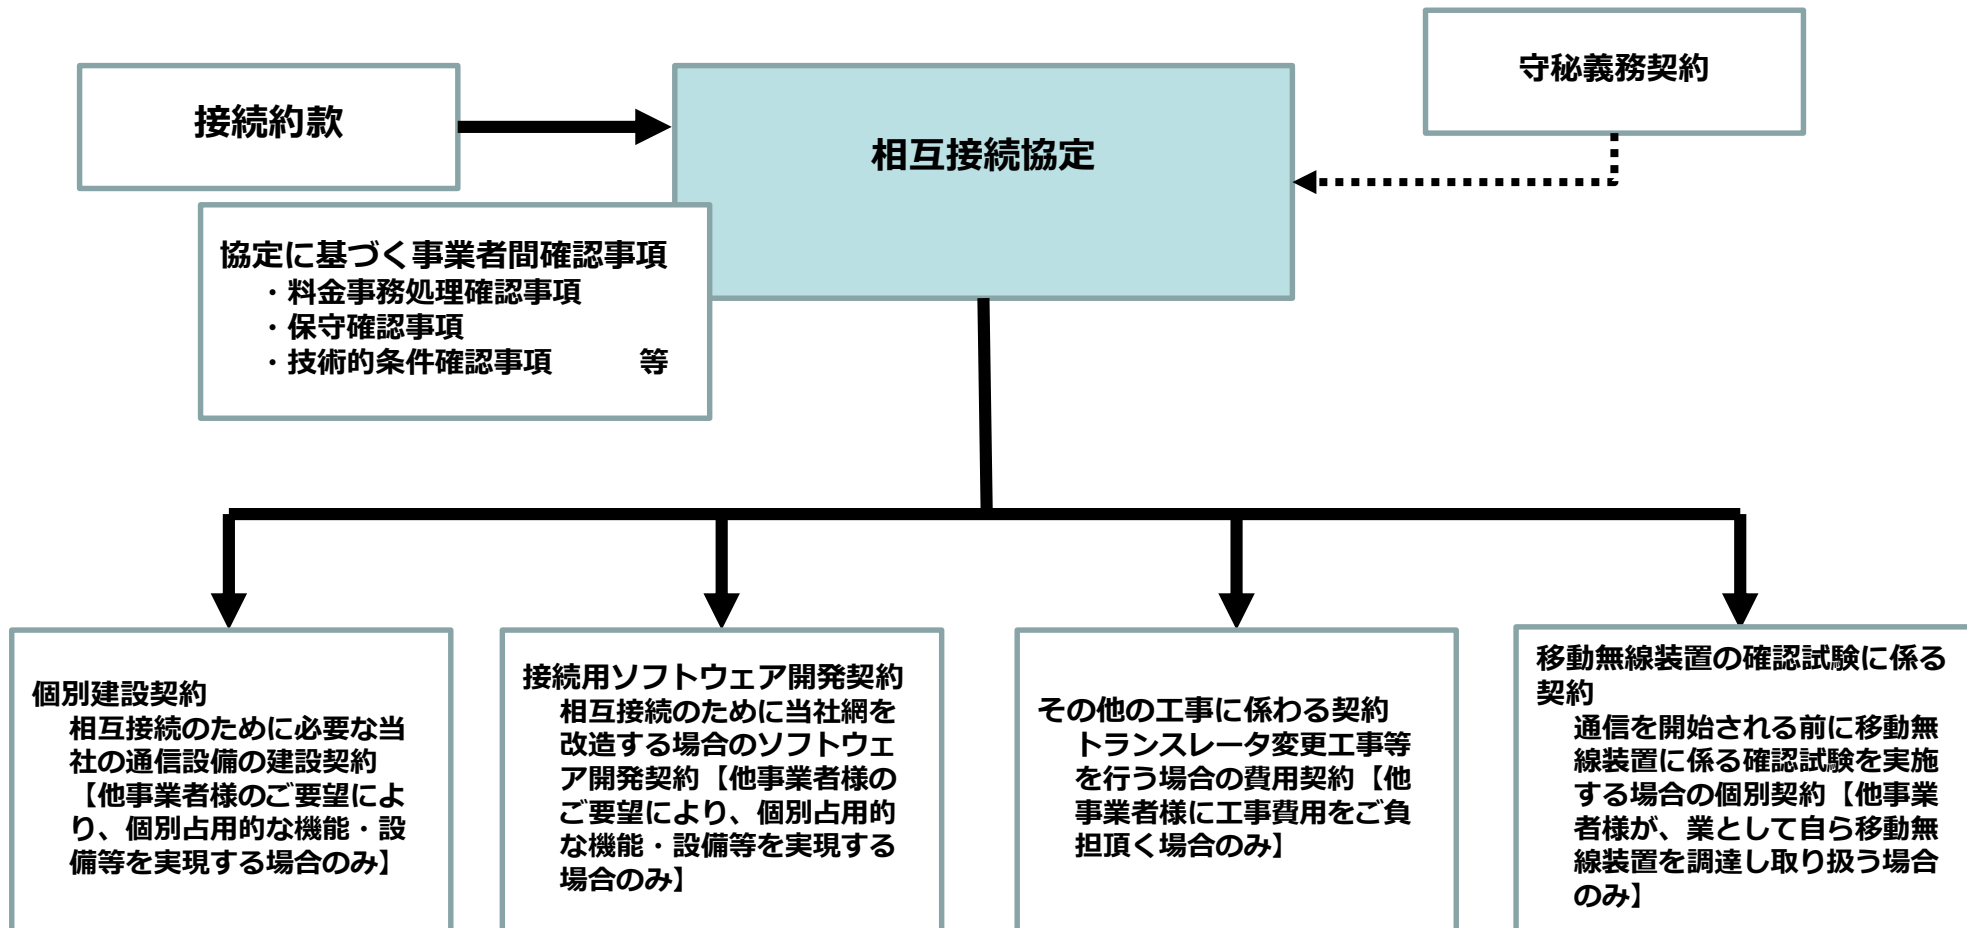 接続約款
相互接続協定
守秘義務契約
協定に基づく事業者間確認事項
・料金事務処理確認事項
・保守確認事項
・技術的条件確認事項　　　等
個別建設契約
相互接続のために必要な当
社の通信設備の建設契約
【他事業者様のご要望によ
り、個別占用的な機能・設
備等を実現する場合のみ】
接続用ソフトウェア開発契約
相互接続のために当社網を
改造する場合のソフトウェ
ア開発契約【他事業者様の
ご要望により、個別占用的
な機能・設備等を実現する
場合のみ】
その他の工事に係わる契約
トランスレータ変更工事等
を行う場合の費用契約【他
事業者様に工事費用をご負
担頂く場合のみ】
移動無線装置の確認試験に係る
契約
通信を開始される前に移動無
線装置に係る確認試験を実施
する場合の個別契約【他事業
者様が、業として自ら移動無
線装置を調達し取り扱う場合
のみ】